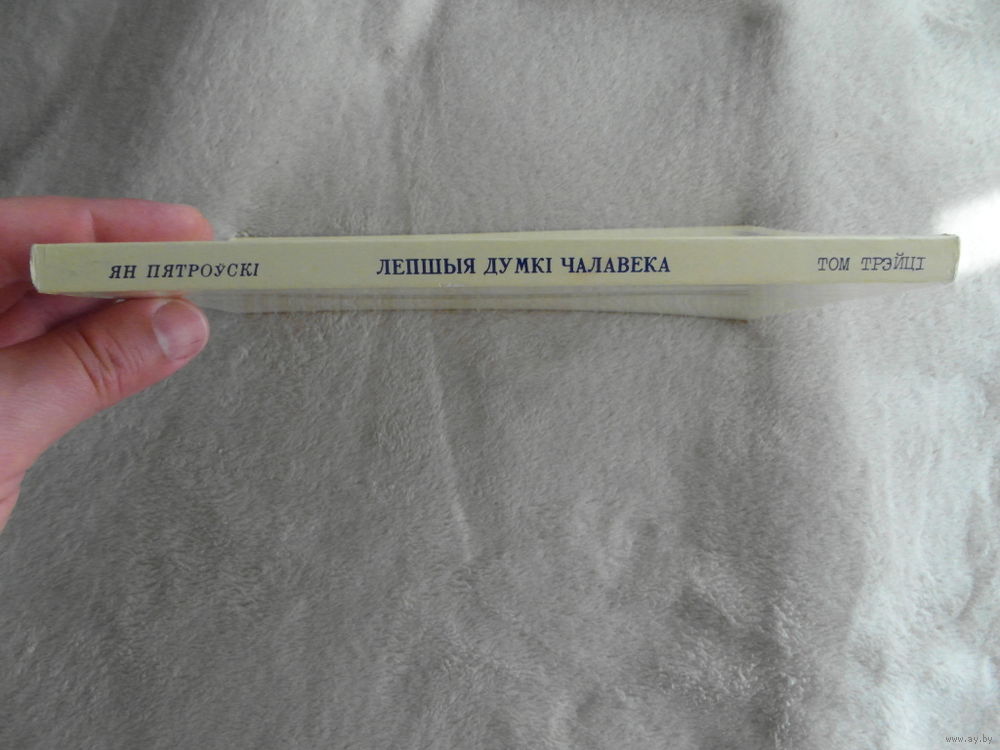 ЯН ПЯТРОЎСКІ ЛЕПШЫЯ ДУМКІ ЧАЛАВЕКА ТОМ ТРЭЙЦІ
www.ay.by